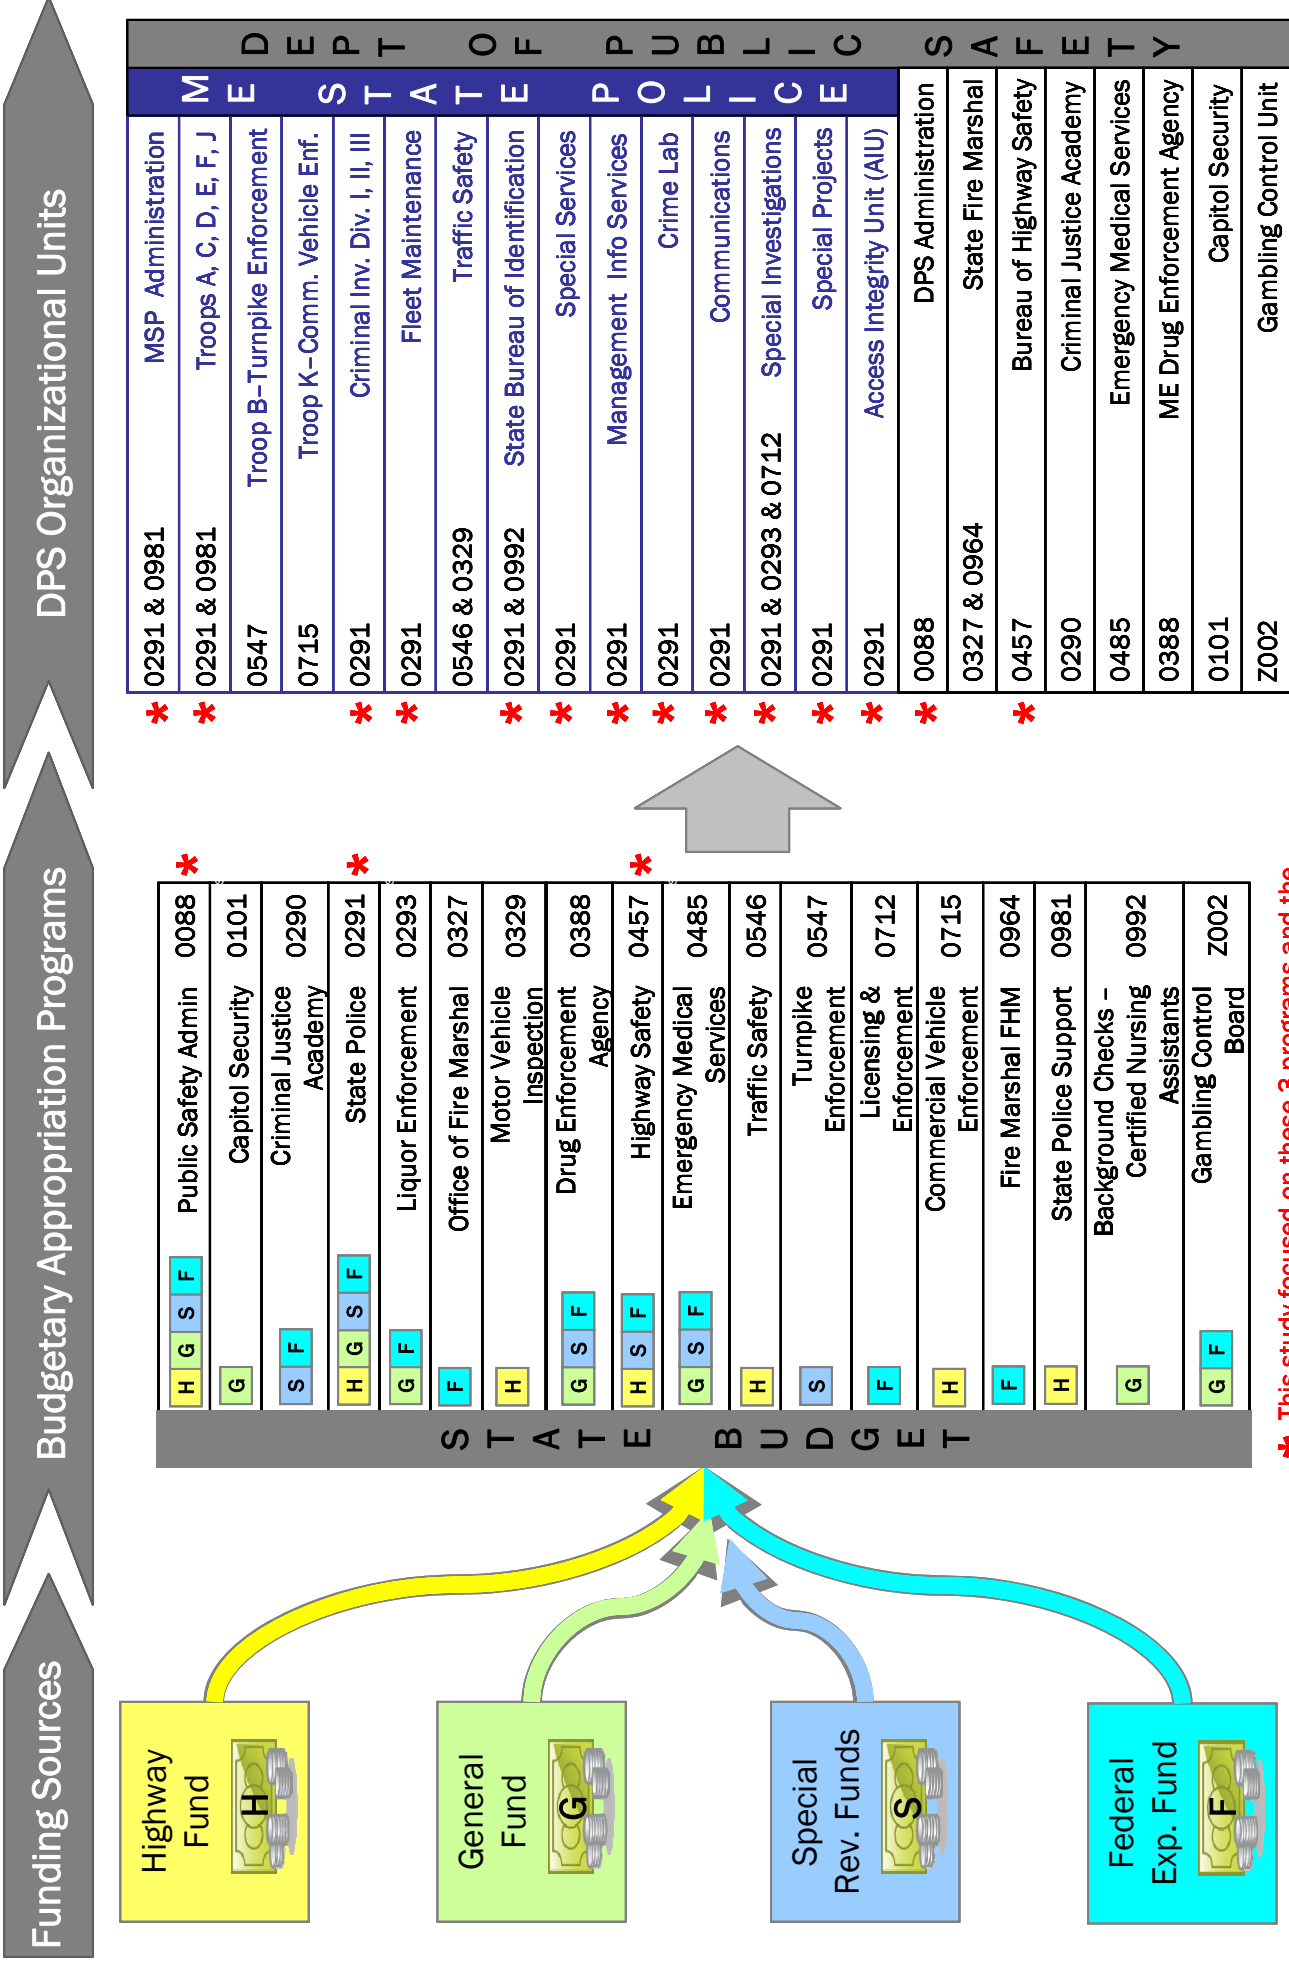 Funding Sources
Budgetary Appropriation Programs
DPS Organizational Units
Highway
Fund
H
General
Fund
G
Special
Rev. Funds
S
Federal
Exp. Fund
F
STATE BUDGET
H G S F Public Safety Admin 0088 *
G Capitol Security 0101
S F Criminal Justice 0290
Academy
H G S F State Police 0291 *
G F Liquor Enforcement 0293
F Office of Fire Marshal 0327
H Motor Vehicle 0329
Inspection
G S F Drug Enforcement 0388
Agency
H S F Highway Safety 0457 *
G S F Emergency Medical 0485
Services
H Traffic Safety 0546
S Turnpike 0547
Enforcement
F Licensing & 0712
Enforcement
H Commercial Vehicle 0715
Enforcement
F Fire Marshal FHM 0964
H State Police Support 0981
G Background Checks – 0992
Certified Nursing
Assistants
G F Gambling Control Z002
Board
* This study focused on these 3 programs and the
* 0291 & 0981 MSP Administration
* 0291 & 0981 Troops A, C, D, E, F, J
0547 Troop B–Turnpike Enforcement
0715 Troop K–Comm. Vehicle Enf.
* 0291 Criminal Inv. Div. I, II, III
* 0291 Fleet Maintenance
0546 & 0329 Traffic Safety
* 0291 & 0992 State Bureau of Identification
* 0291 Special Services
* 0291 Management Info Services
* 0291 Crime Lab
* 0291 Communications
* 0291 & 0293 & 0712 Special Investigations
* 0291 Special Projects
* 0291 Access Integrity Unit (AIU)
* 0088 DPS Administration
0327 & 0964 State Fire Marshal
* 0457 Bureau of Highway Safety
0290 Criminal Justice Academy
0485 Emergency Medical Services
0388 ME Drug Enforcement Agency
0101 Capitol Security
Z002 Gambling Control Unit
ME STATE POLICE
DEPT OF PUBLIC SAFETY